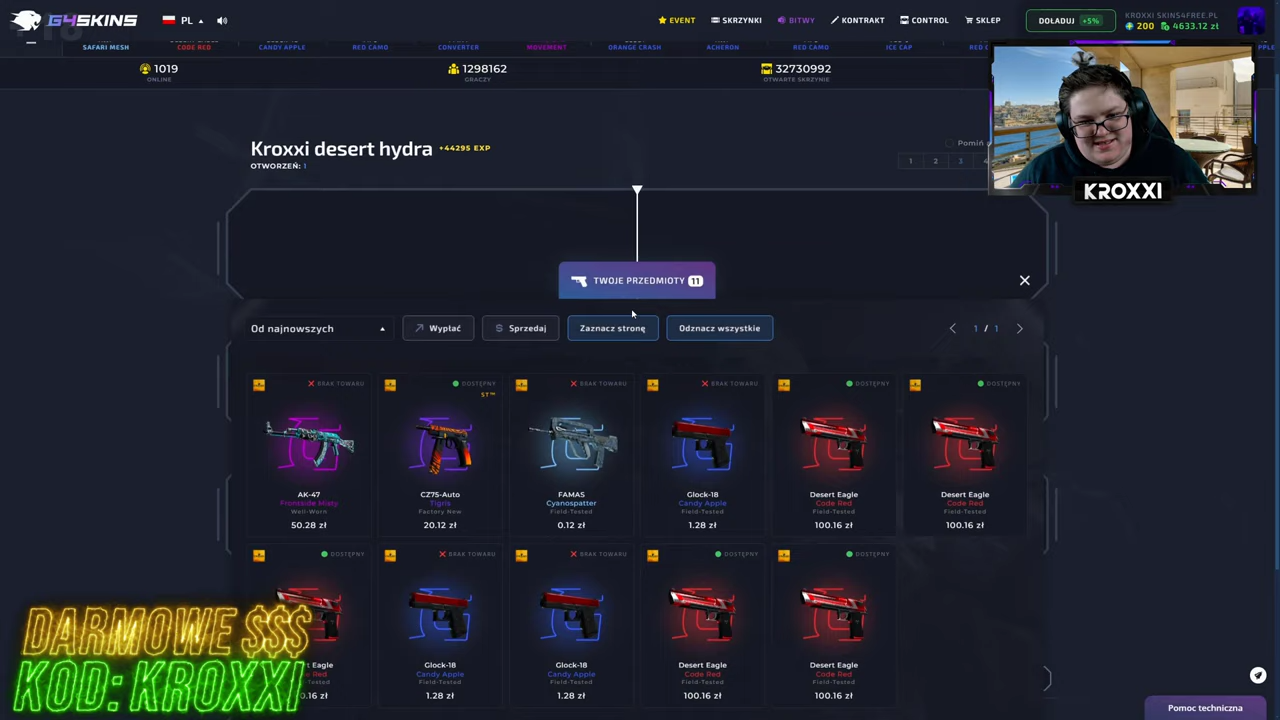 G4SKINS
PL
EVENT
SKRZYNKI
BITWY
KONTRAKT
CONTROL
SKLEP
DOŁADUJ +5%
KROXXI SKINS4FREE.PL
200 4633.12 zł
SAFARI MESH
CODE RED
CANDY APPLE
RED CAMO
CONVERTER
MOVEMENT
ORANGE CRASH
ACHERON
RED CAMO
ICE CAP
1019
ONLINE
1298162
GRACZY
32730992
OTWARTE SKRZYNIE
Kroxxi desert hydra +44295 EXP
OTWORZEŃ: 1
Pomiń
1 2 3 4
KROXXI
TWOJE PRZEDMIOTY 11
Od najnowszych
Wypłać
Sprzedaj
Zaznacz stronę
Odznacz wszystkie
1 / 1
BRAK TOWARU
AK-47
Frontside Misty
Well-Worn
50.28 zł
DOSTĘPNY
ST™
CZ75-Auto
Tigris
Factory New
20.12 zł
BRAK TOWARU
FAMAS
Cyanospatter
Field-Tested
0.12 zł
BRAK TOWARU
Glock-18
Candy Apple
Field-Tested
1.28 zł
DOSTĘPNY
Desert Eagle
Code Red
Field-Tested
100.16 zł
DOSTĘPNY
Desert Eagle
Code Red
Field-Tested
100.16 zł
DOSTĘPNY
Eagle
Red
.16 zł
BRAK TOWARU
Glock-18
Candy Apple
Field-Tested
1.28 zł
BRAK TOWARU
Glock-18
Candy Apple
Field-Tested
1.28 zł
DOSTĘPNY
Desert Eagle
Code Red
Field-Tested
100.16 zł
DOSTĘPNY
Desert Eagle
Code Red
Field-Tested
100.16 zł
DARMOWE $$$
KOD: KROXXI
Pomoc techniczna